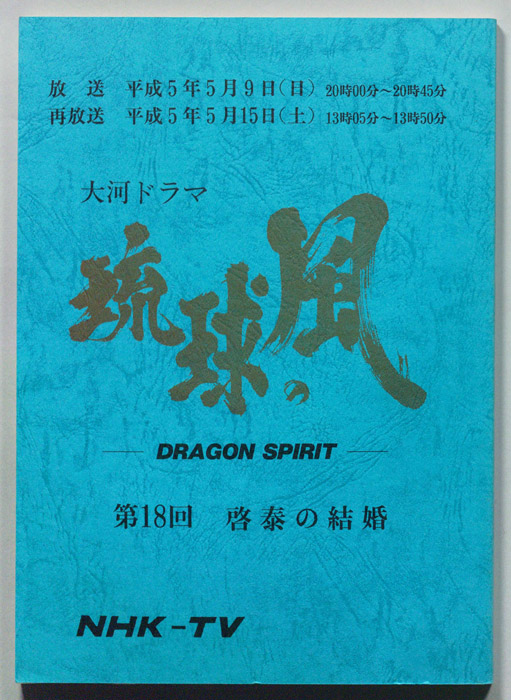 放送 平成5年5月9日(日) 20時00分~20時45分
再放送 平成5年5月15日(土) 13時05分~13時50分
大河ドラマ
琉球の風
DRAGON SPIRIT
第18回 啓泰の結婚
NHK-TV